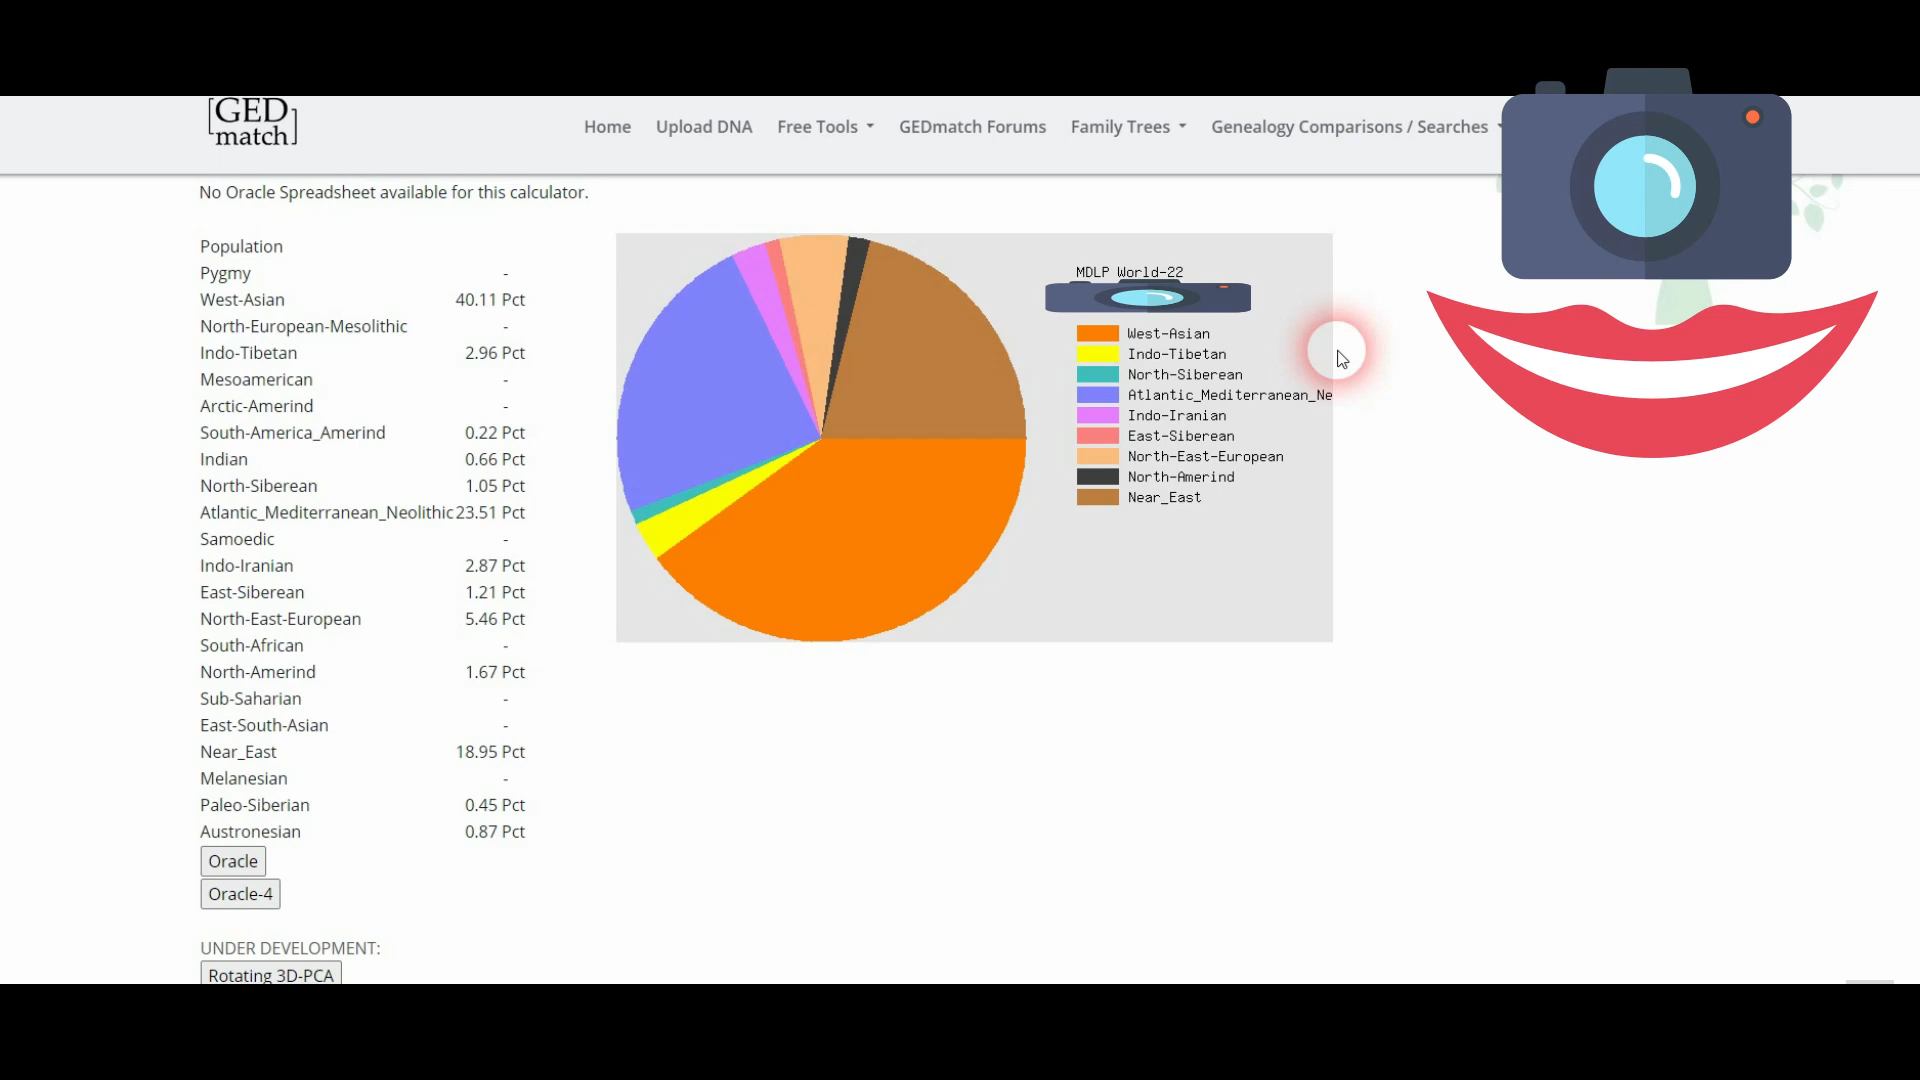 [GED
match]
Home Upload DNA Free Tools GEDmatch Forums Family Trees Genealogy Comparisons / Searches
No Oracle Spreadsheet available for this calculator.
Population
Pygmy -
West-Asian 40.11 Pct
North-European-Mesolithic -
Indo-Tibetan 2.96 Pct
Mesoamerican -
Arctic-Amerind -
South-America_Amerind 0.22 Pct
Indian 0.66 Pct
North-Siberean 1.05 Pct
Atlantic_Mediterranean_Neolithic 23.51 Pct
Samoedic -
Indo-Iranian 2.87 Pct
East-Siberean 1.21 Pct
North-East-European 5.46 Pct
South-African -
North-Amerind 1.67 Pct
Sub-Saharian -
East-South-Asian -
Near_East 18.95 Pct
Melanesian -
Paleo-Siberian 0.45 Pct
Austronesian 0.87 Pct
Oracle
Oracle-4
UNDER DEVELOPMENT:
Rotating 3D-PCA
MDLP World-22
West-Asian
Indo-Tibetan
North-Siberean
Atlantic_Mediterranean_Ne
Indo-Iranian
East-Siberean
North-East-European
North-Amerind
Near_East